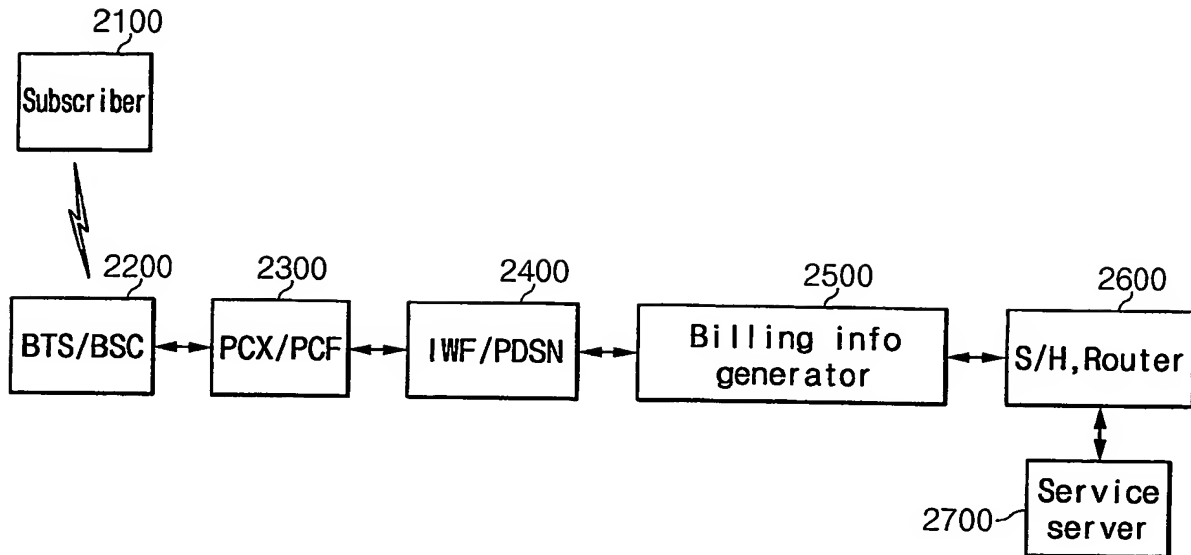 2100
Subscriber
2200
2300
2400
2500
2600
BTS/BSC
PCX/PCF
IWF/PDSN
Billing info
generator
S/H,Router
2700
Service
server